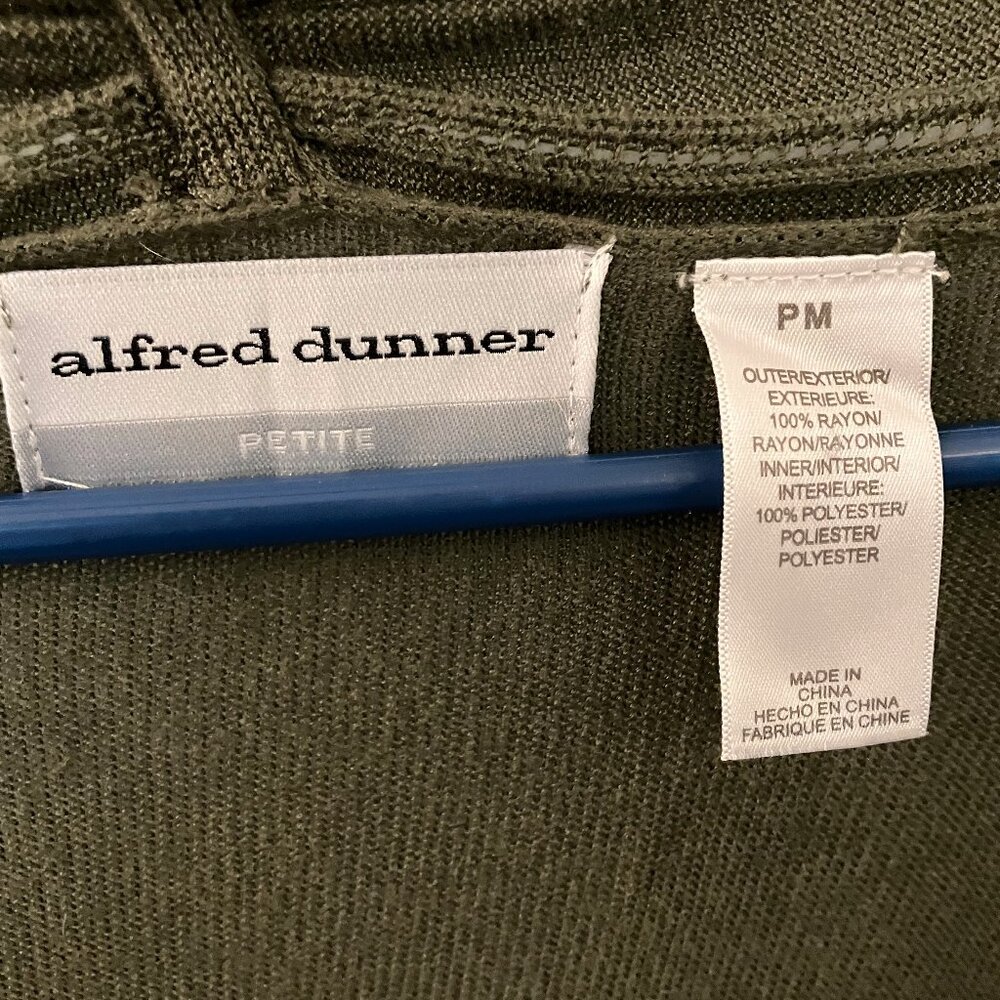 alfred dunner
PETITE
PM
OUTER/EXTERIOR/
EXTERIEURE:
100% RAYON/
RAYON/RAYONNE
INNER/INTERIOR/
INTERIEURE:
100% POLYESTER/
POLIESTER/
POLYESTER
MADE IN
CHINA
HECHO EN CHINA
FABRIQUE EN CHINE